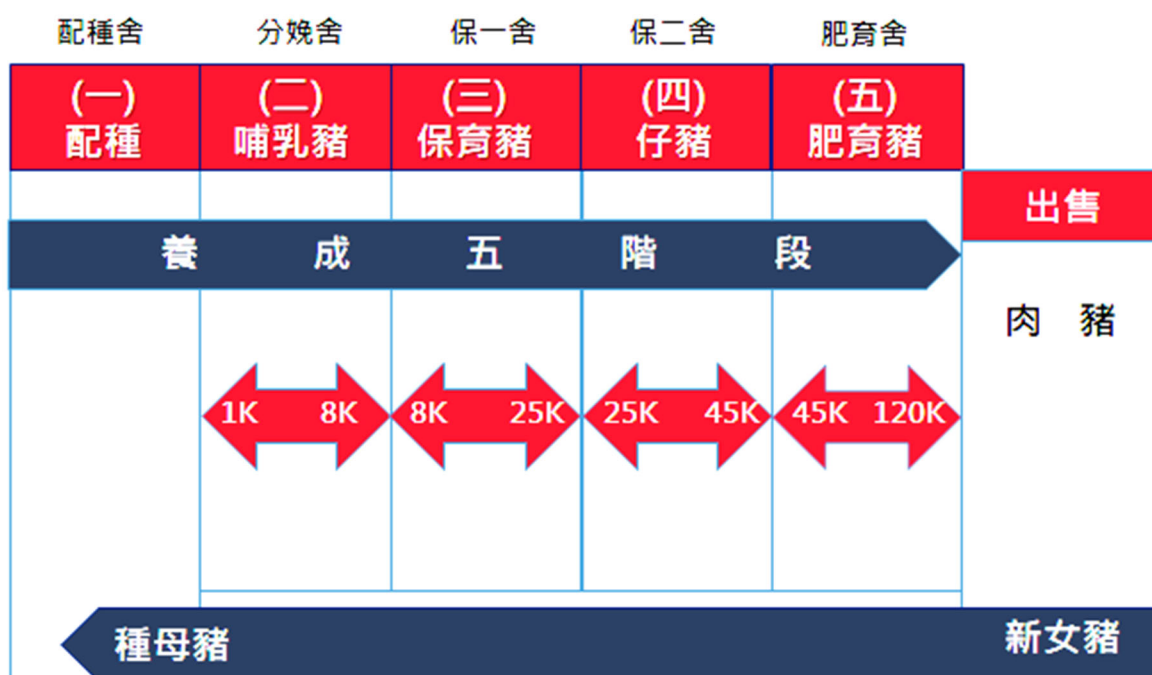 配種舍 分娩舍 保一舍 保二舍 肥育舍
(一) (二) (三) (四) (五)
配種 哺乳豬 保育豬 仔豬 肥育豬
出售
養成五階段
肉豬
1K 8K 8K 25K 25K 45K 45K 120K
種母豬 新女豬